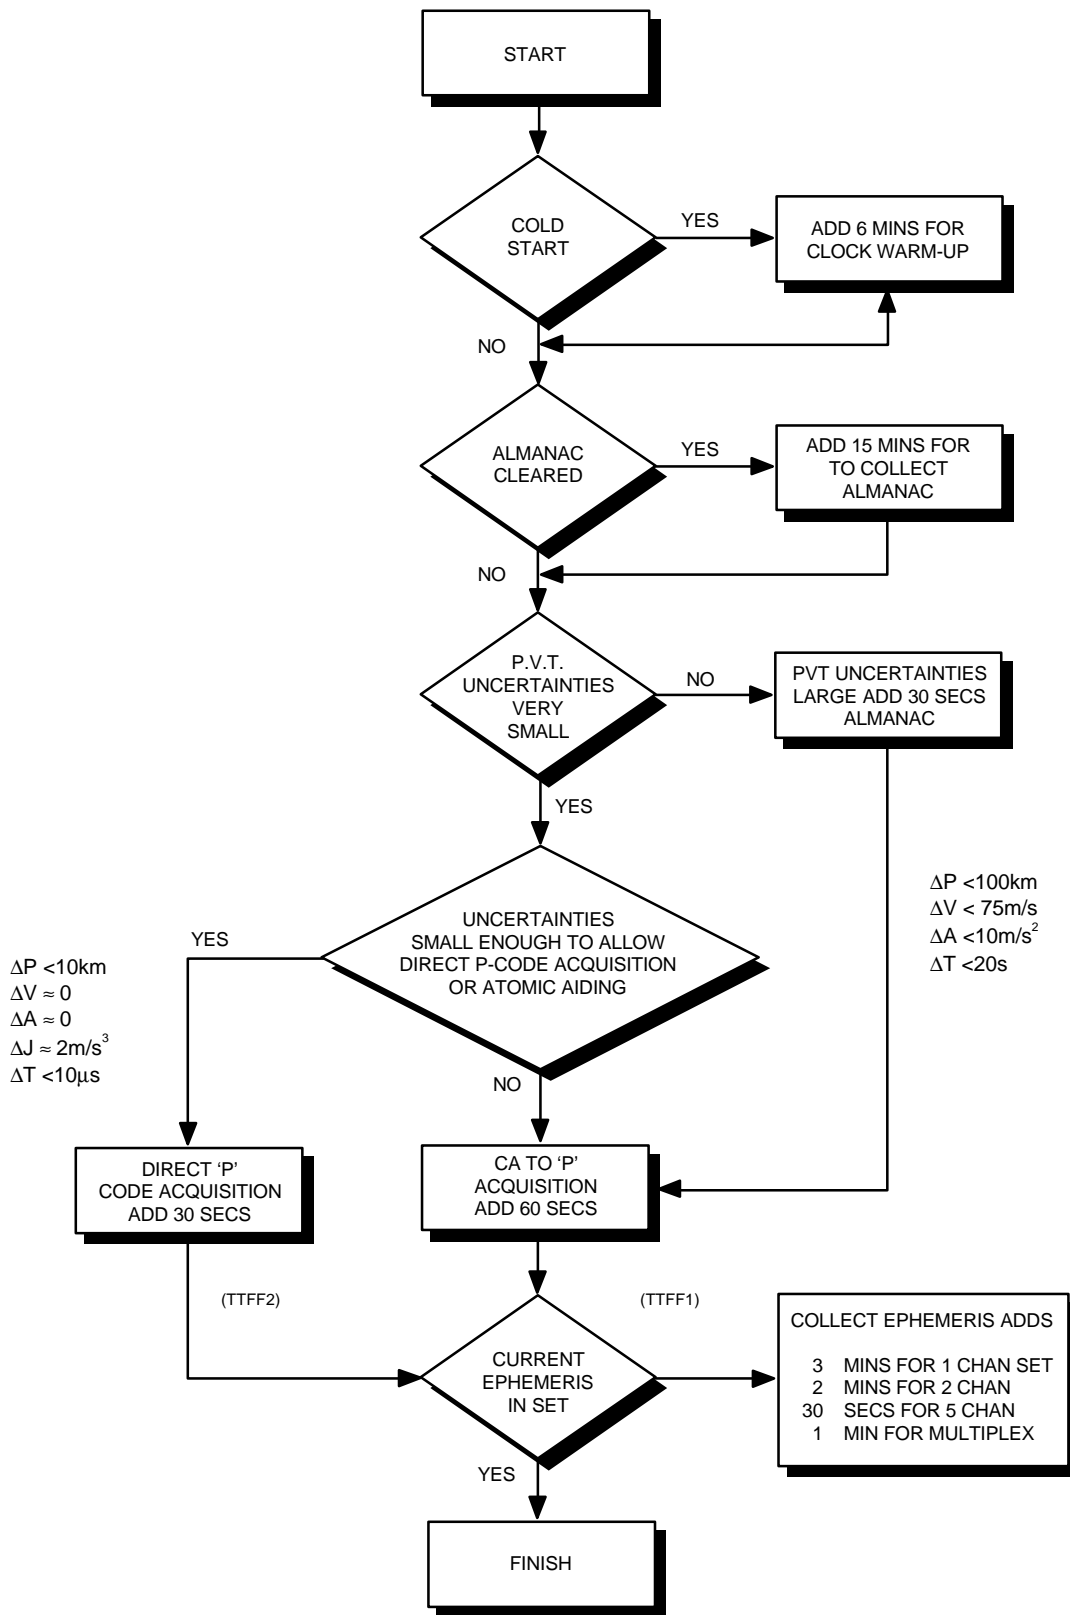 START
COLD
START
YES
ADD 6 MINS FOR
CLOCK WARM-UP
NO
ALMANAC
CLEARED
YES
ADD 15 MINS FOR
TO COLLECT
ALMANAC
NO
P.V.T.
UNCERTAINTIES
VERY
SMALL
NO
PVT UNCERTAINTIES
LARGE ADD 30 SECS
ALMANAC
YES
ΔP <100km
ΔV < 75m/s
ΔA <10m/s²
ΔT <20s
UNCERTAINTIES
SMALL ENOUGH TO ALLOW
DIRECT P-CODE ACQUISITION
OR ATOMIC AIDING
YES
ΔP <10km
ΔV ≈ 0
ΔA ≈ 0
ΔJ ≈ 2m/s³
ΔT <10μs
NO
DIRECT ‘P’
CODE ACQUISITION
ADD 30 SECS
CA TO ‘P’
ACQUISITION
ADD 60 SECS
(TTFF2)
(TTFF1)
CURRENT
EPHEMERIS
IN SET
COLLECT EPHEMERIS ADDS
3 MINS FOR 1 CHAN SET
2 MINS FOR 2 CHAN
30 SECS FOR 5 CHAN
1 MIN FOR MULTIPLEX
YES
FINISH